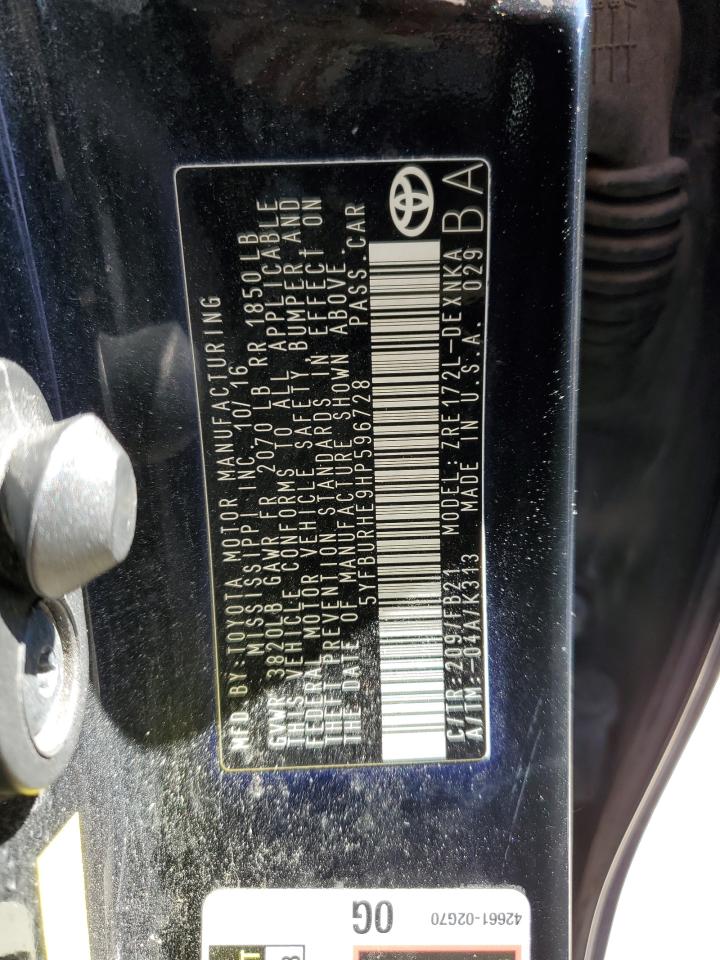 MFD. BY: TOYOTA MOTOR MANUFACTURING
MISSISSIPPI INC. 10/16
GVWR 3820LB GAWR FR 2070 LB RR 1850 LB
THIS VEHICLE CONFORMS TO ALL APPLICABLE
FEDERAL MOTOR VEHICLE SAFETY, BUMPER, AND
THEFT PREVENTION STANDARDS IN EFFECT ON
THE DATE OF MANUFACTURE SHOWN ABOVE.
5YFBURHE9HP596728 PASS. CAR
C/TR: 209/FB21 MODEL: ZRE172L-DEXNKA
A/TM: -04A/K313 MADE IN U.S.A. 029
BA
0G
42661-02G70